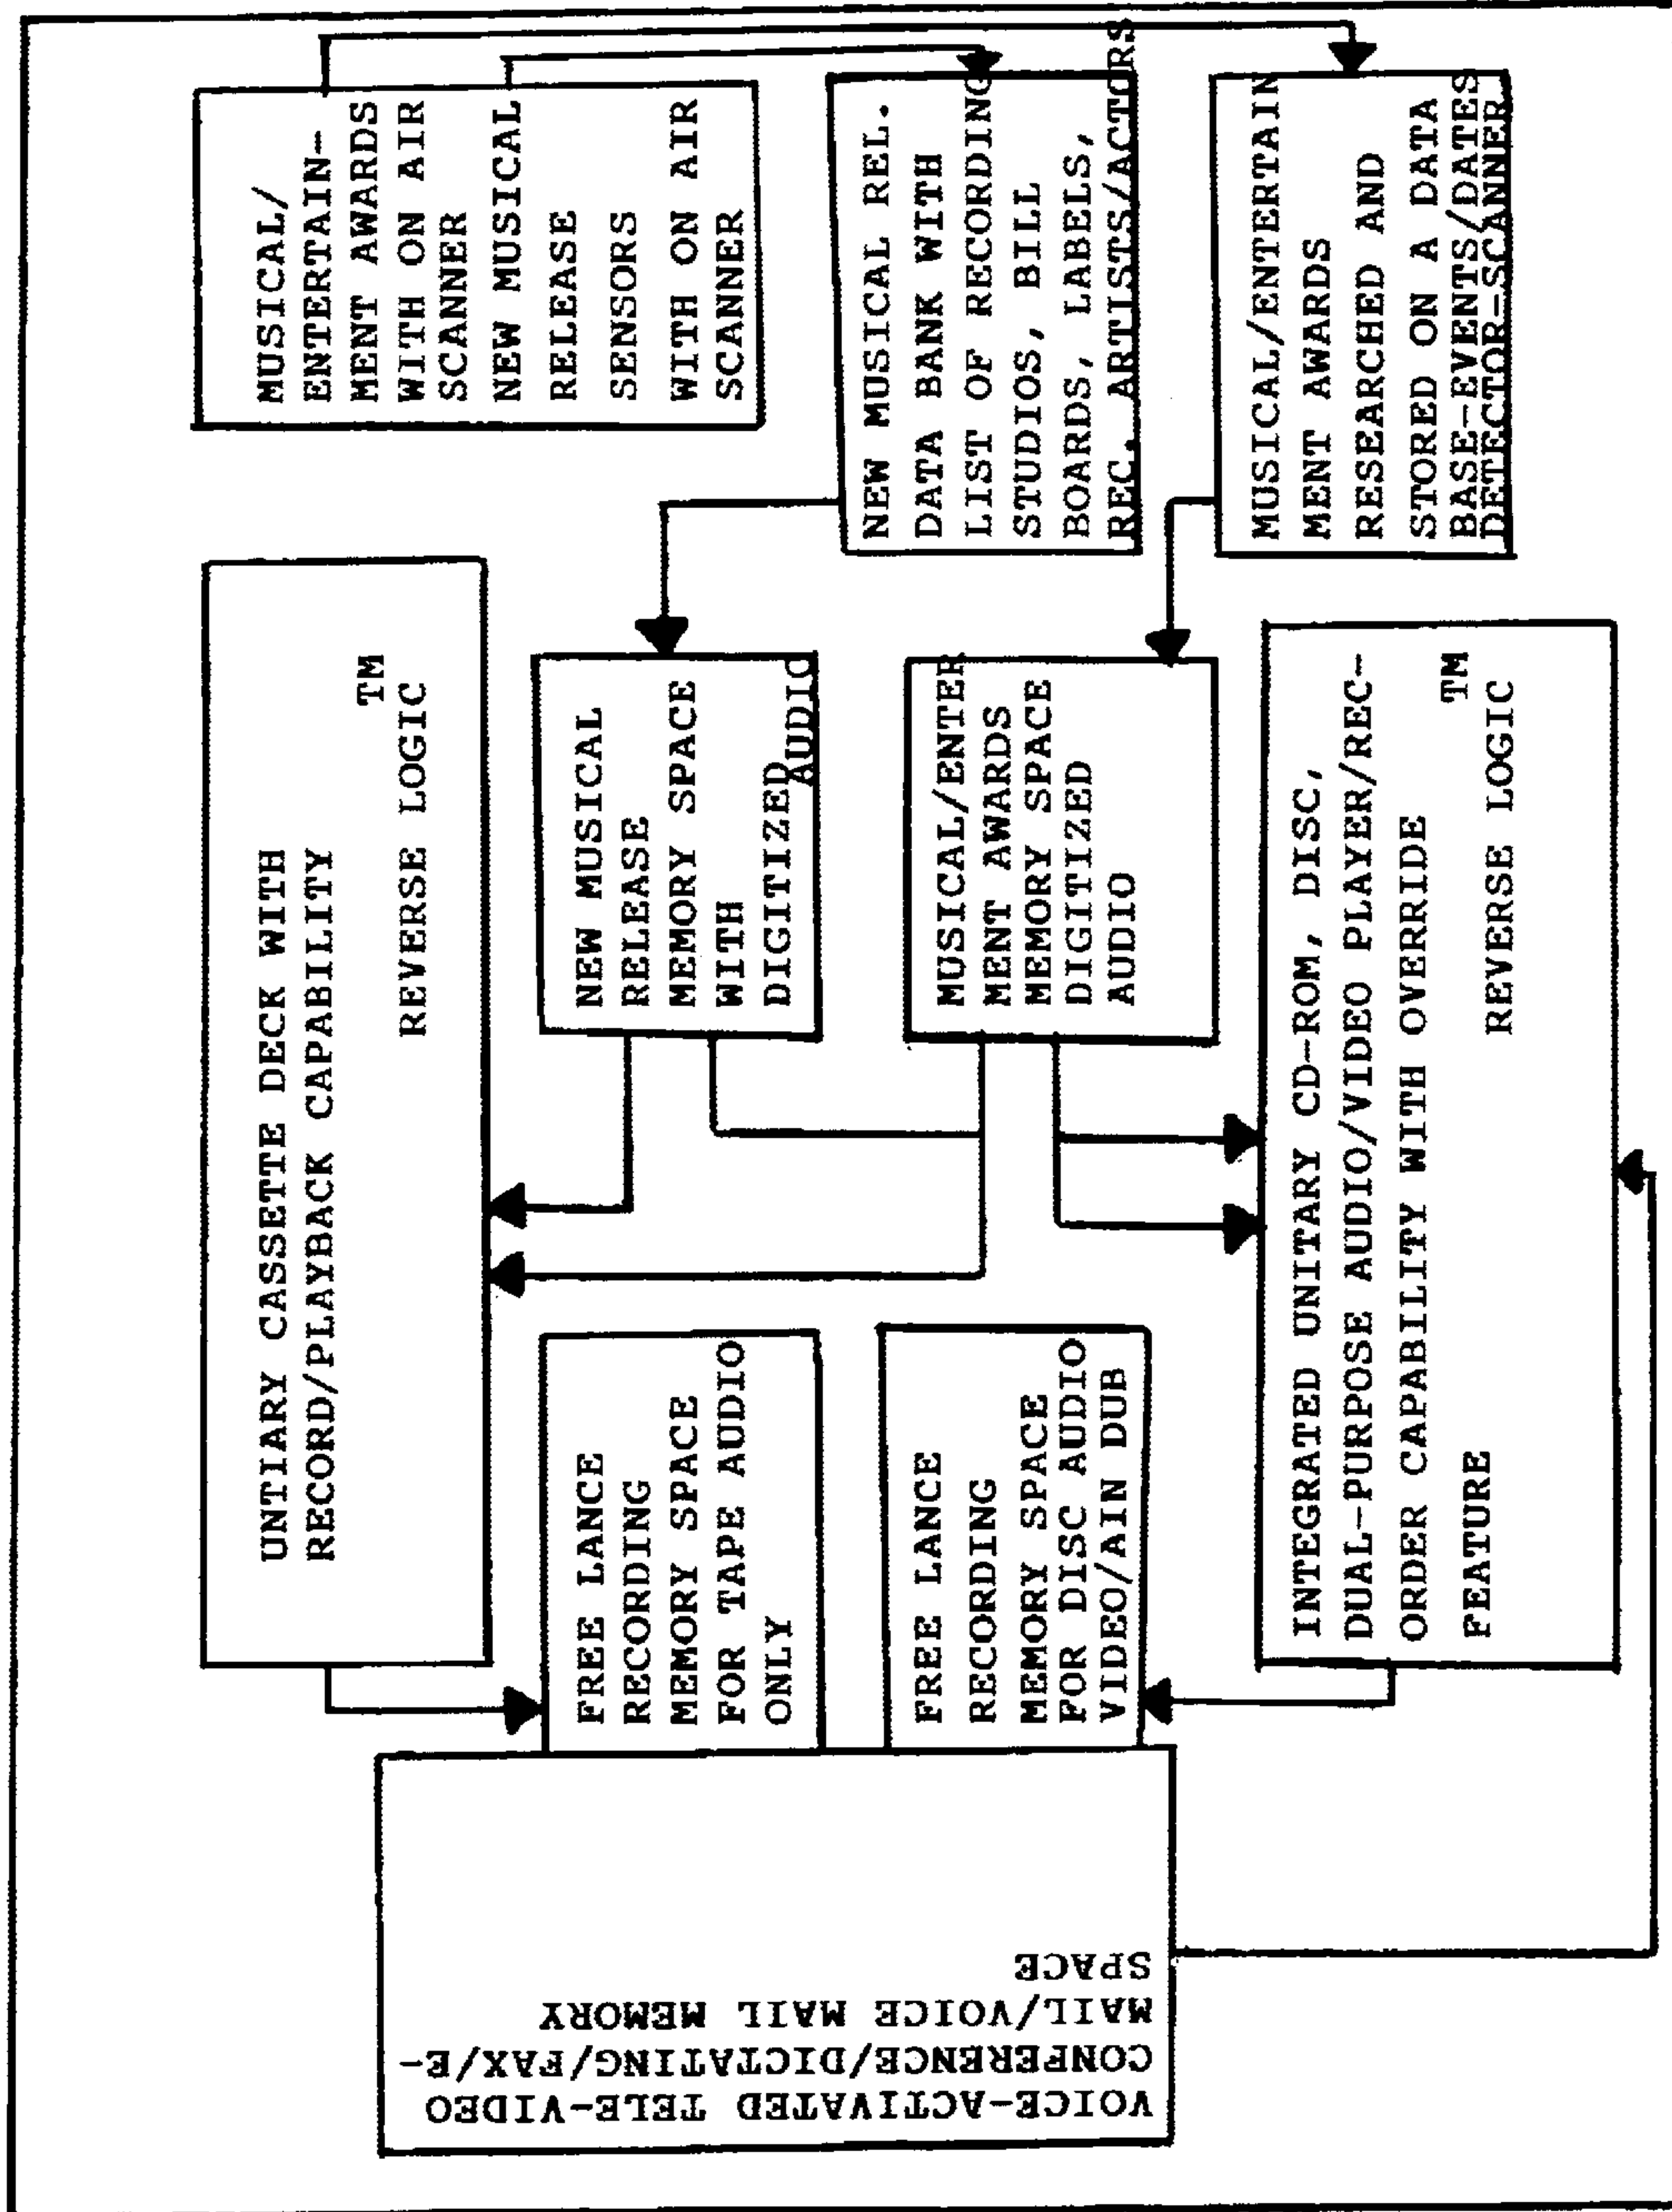 UNTIARY CASSETTE DECK WITH
RECORD/PLAYBACK CAPABILITY
TM
REVERSE LOGIC
MUSICAL/
ENTERTAIN-
MENT AWARDS
WITH ON AIR
SCANNER
NEW MUSICAL
RELEASE
SENSORS
WITH ON AIR
SCANNER
VOICE-ACTIVATED TELE-VIDEO
CONFERENCE/DICTATING/FAX/E-
MAIL/VOICE MAIL MEMORY
SPACE
FREE LANCE
RECORDING
MEMORY SPACE
FOR TAPE AUDIO
ONLY
NEW MUSICAL
RELEASE
MEMORY SPACE
WITH
DIGITIZED
AUDIO
NEW MUSICAL REL.
DATA BANK WITH
LIST OF RECORDING
STUDIOS, BILL
BOARDS, LABELS,
REC. ARTISTS/ACTORS
FREE LANCE
RECORDING
MEMORY SPACE
FOR DISC AUDIO
VIDEO/AIN DUB
MUSICAL/ENTER
MENT AWARDS
MEMORY SPACE
DIGITIZED
AUDIO
MUSICAL/ENTERTAIN
MENT AWARDS
RESEARCHED AND
STORED ON A DATA
BASE-EVENTS/DATES
DETECTOR-SCANNER
INTEGRATED UNITARY CD-ROM, DISC,
DUAL-PURPOSE AUDIO/VIDEO PLAYER/REC-
ORDER CAPABILITY WITH OVERRIDE
TM
FEATURE
REVERSE LOGIC